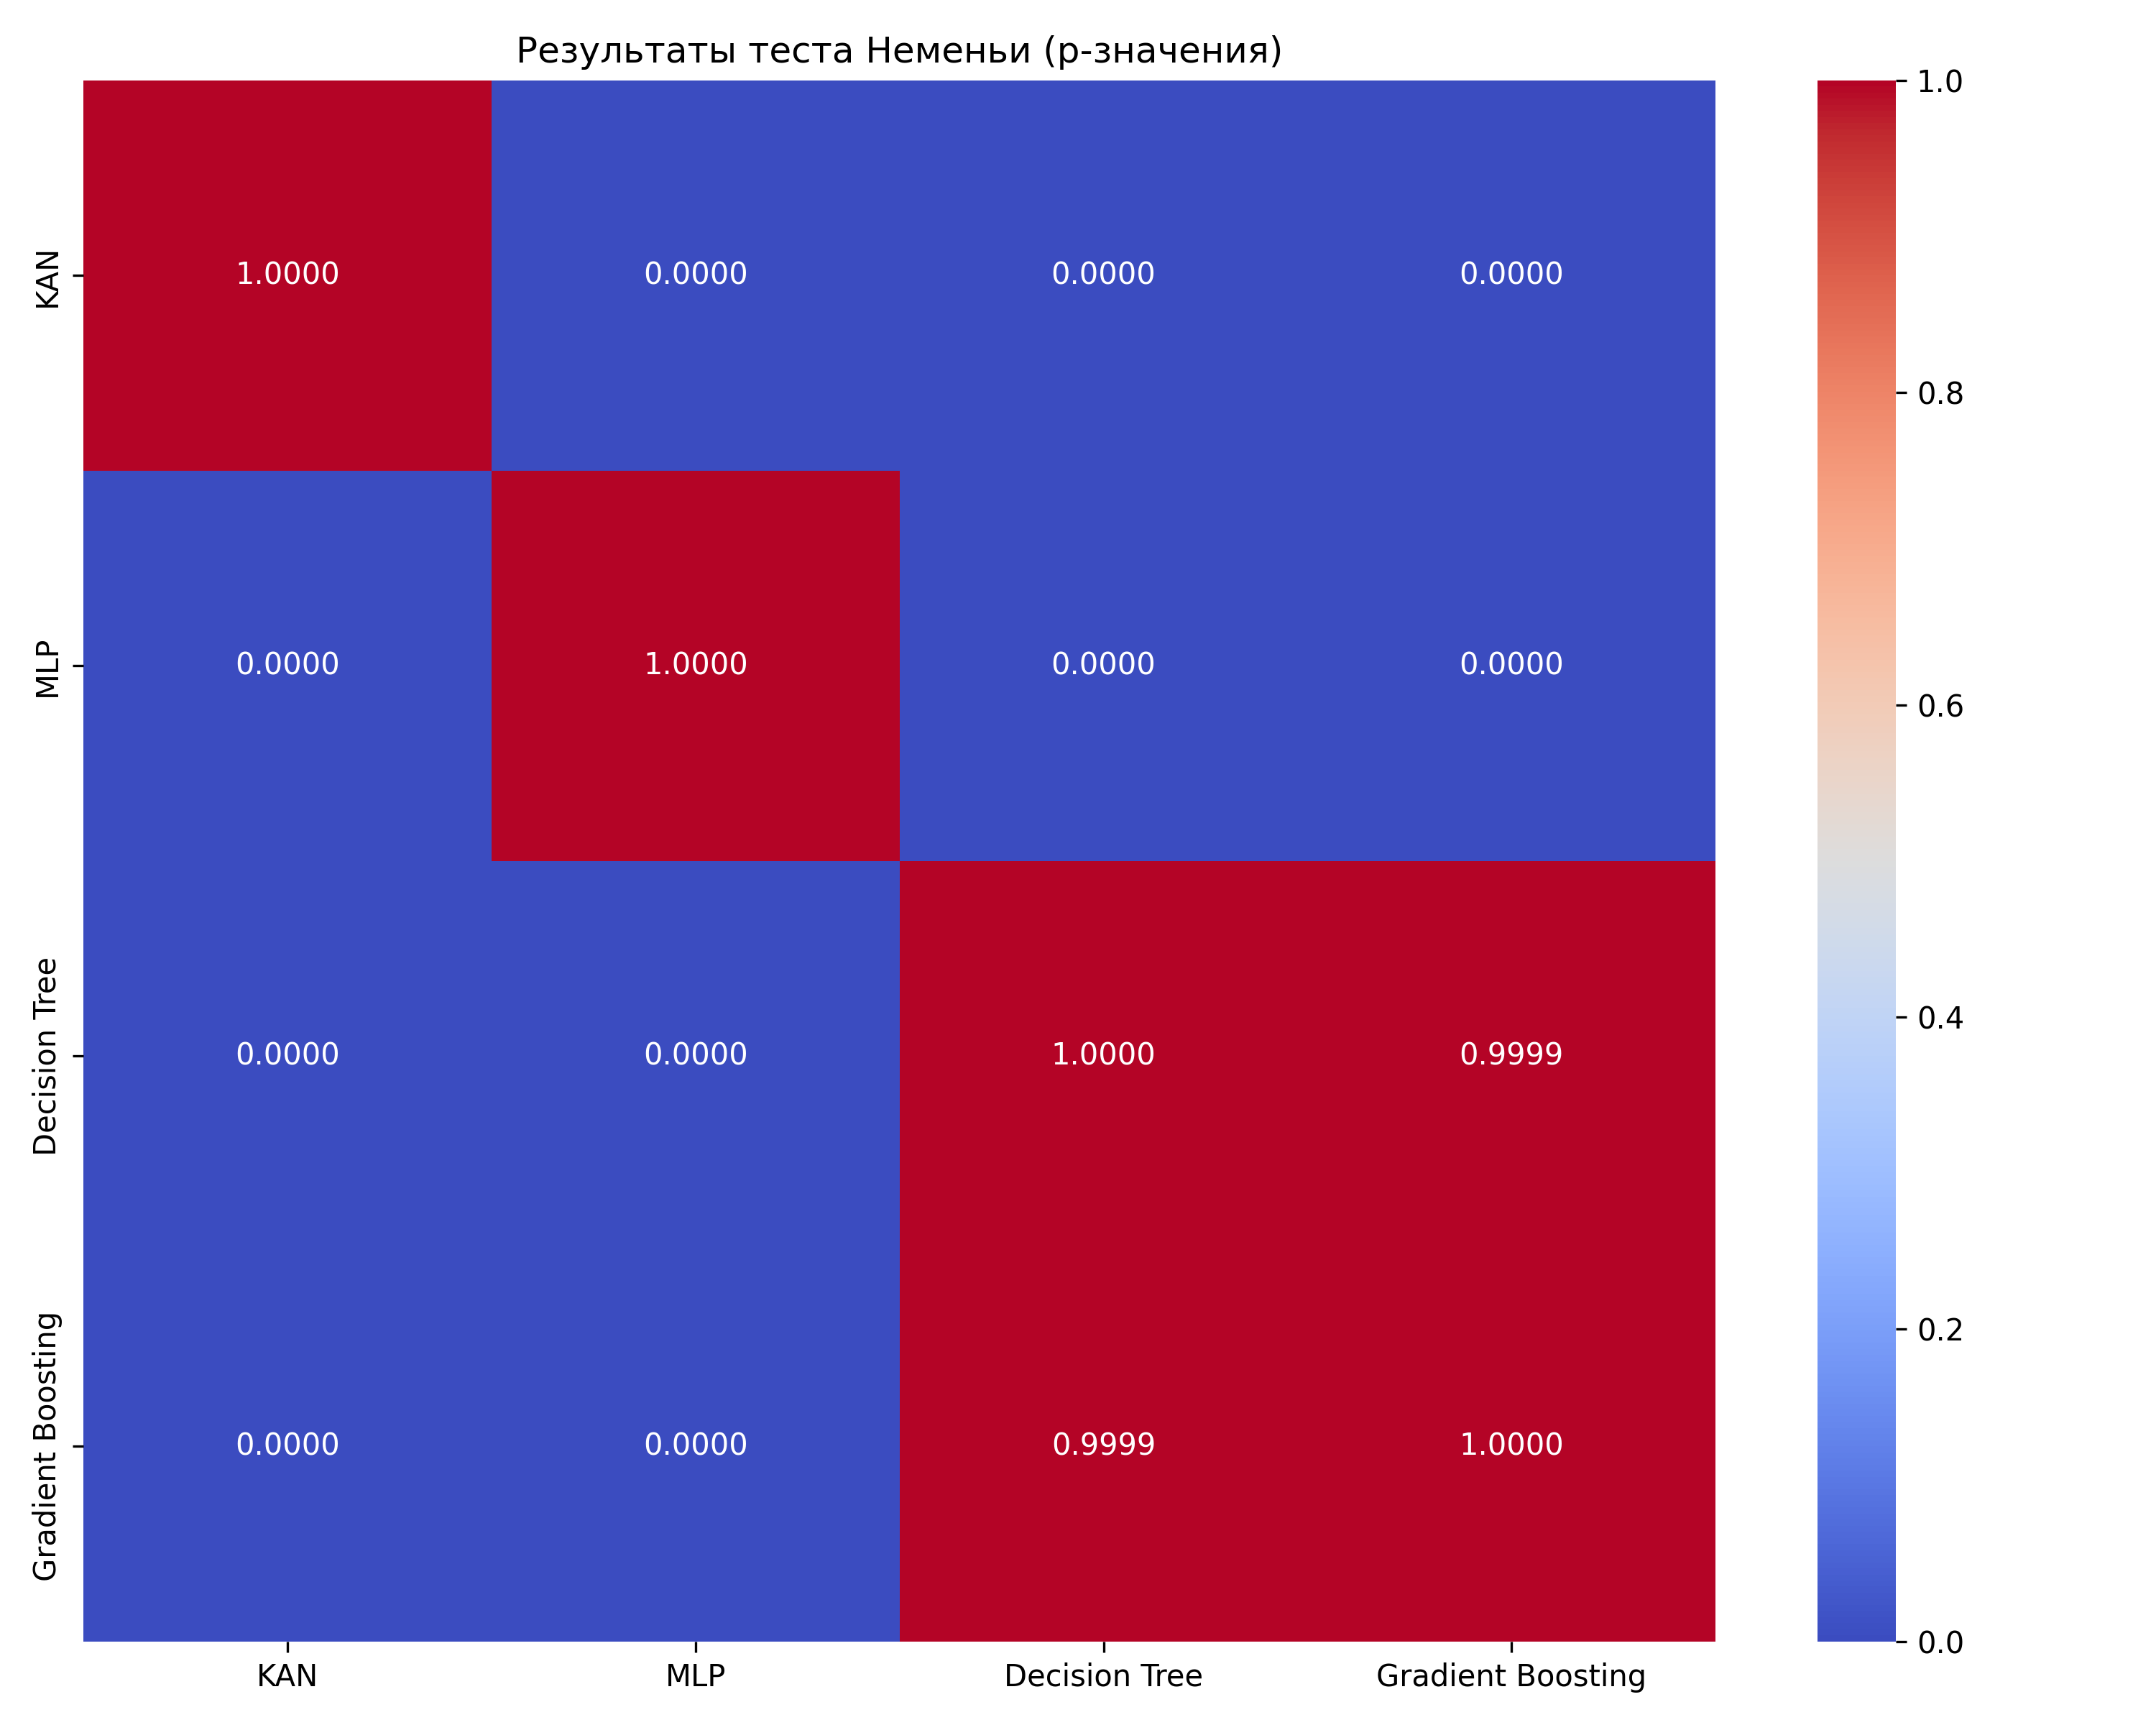 Результаты теста Неменьи (p-значения)
KAN
1.0000 0.0000 0.0000 0.0000
MLP
0.0000 1.0000 0.0000 0.0000
Decision Tree
0.0000 0.0000 1.0000 0.9999
Gradient Boosting
0.0000 0.0000 0.9999 1.0000
KAN MLP Decision Tree Gradient Boosting
1.0
0.8
0.6
0.4
0.2
0.0